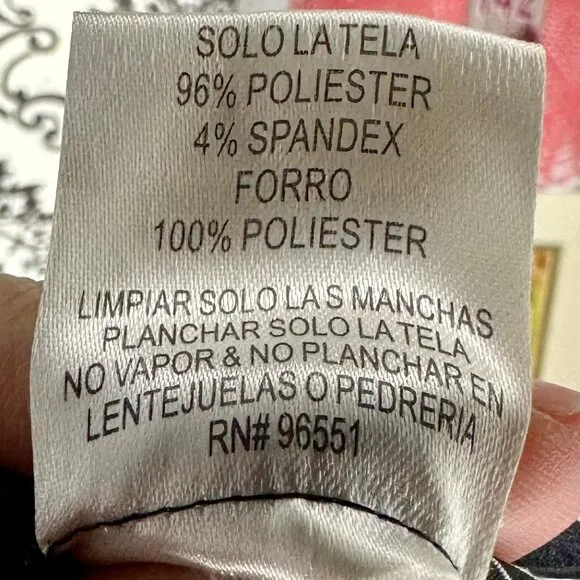 SOLO LA TELA
96% POLIESTER
4% SPANDEX
FORRO
100% POLIESTER
LIMPIAR SOLO LAS MANCHAS
PLANCHAR SOLO LA TELA
NO VAPOR & NO PLANCHAR EN
LENTEJUELAS O PEDRERIA
RN# 96551